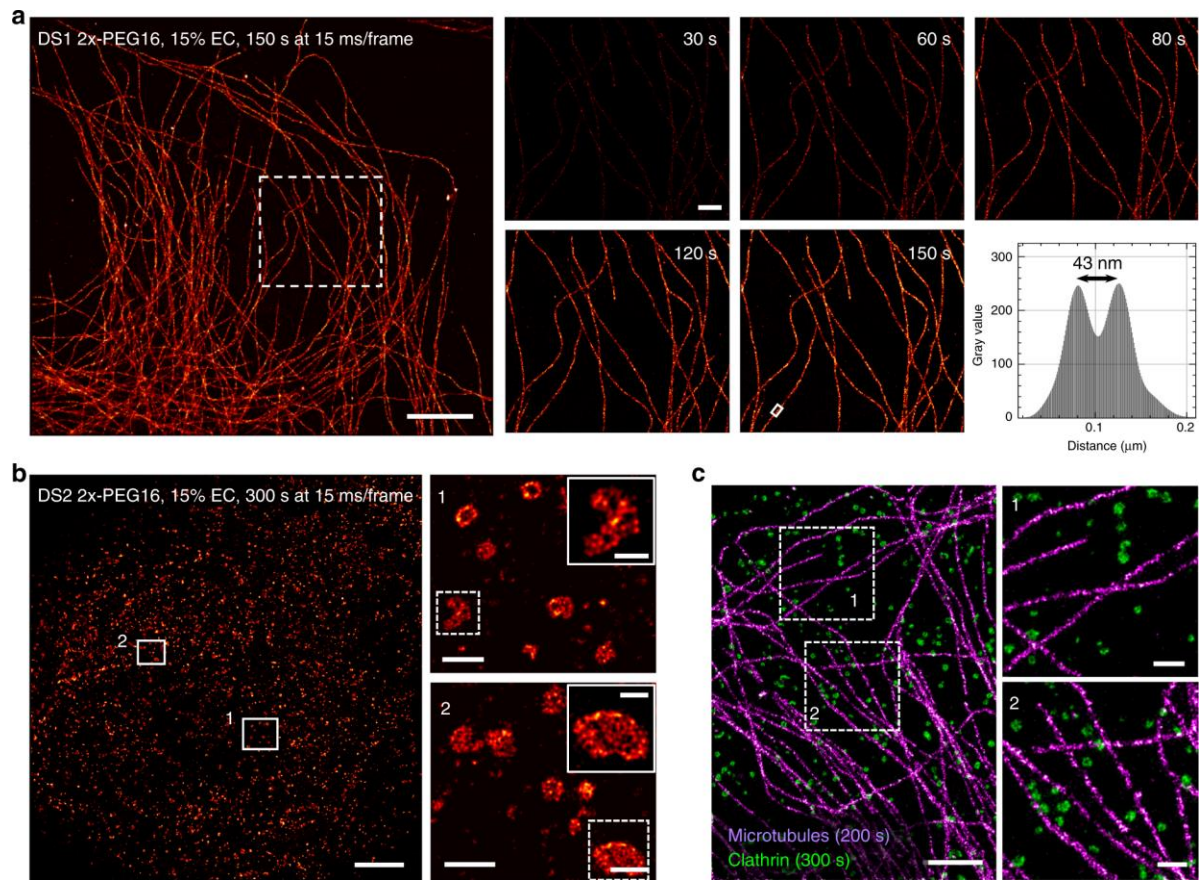 a
DS1 2x-PEG16, 15% EC, 150 s at 15 ms/frame
30 s
60 s
80 s
120 s
150 s
300
200
100
0
Gray value
43 nm
0.1
0.2
Distance (μm)
b
DS2 2x-PEG16, 15% EC, 300 s at 15 ms/frame
2
1
1
2
c
1
2
Microtubules (200 s)
Clathrin (300 s)
1
2